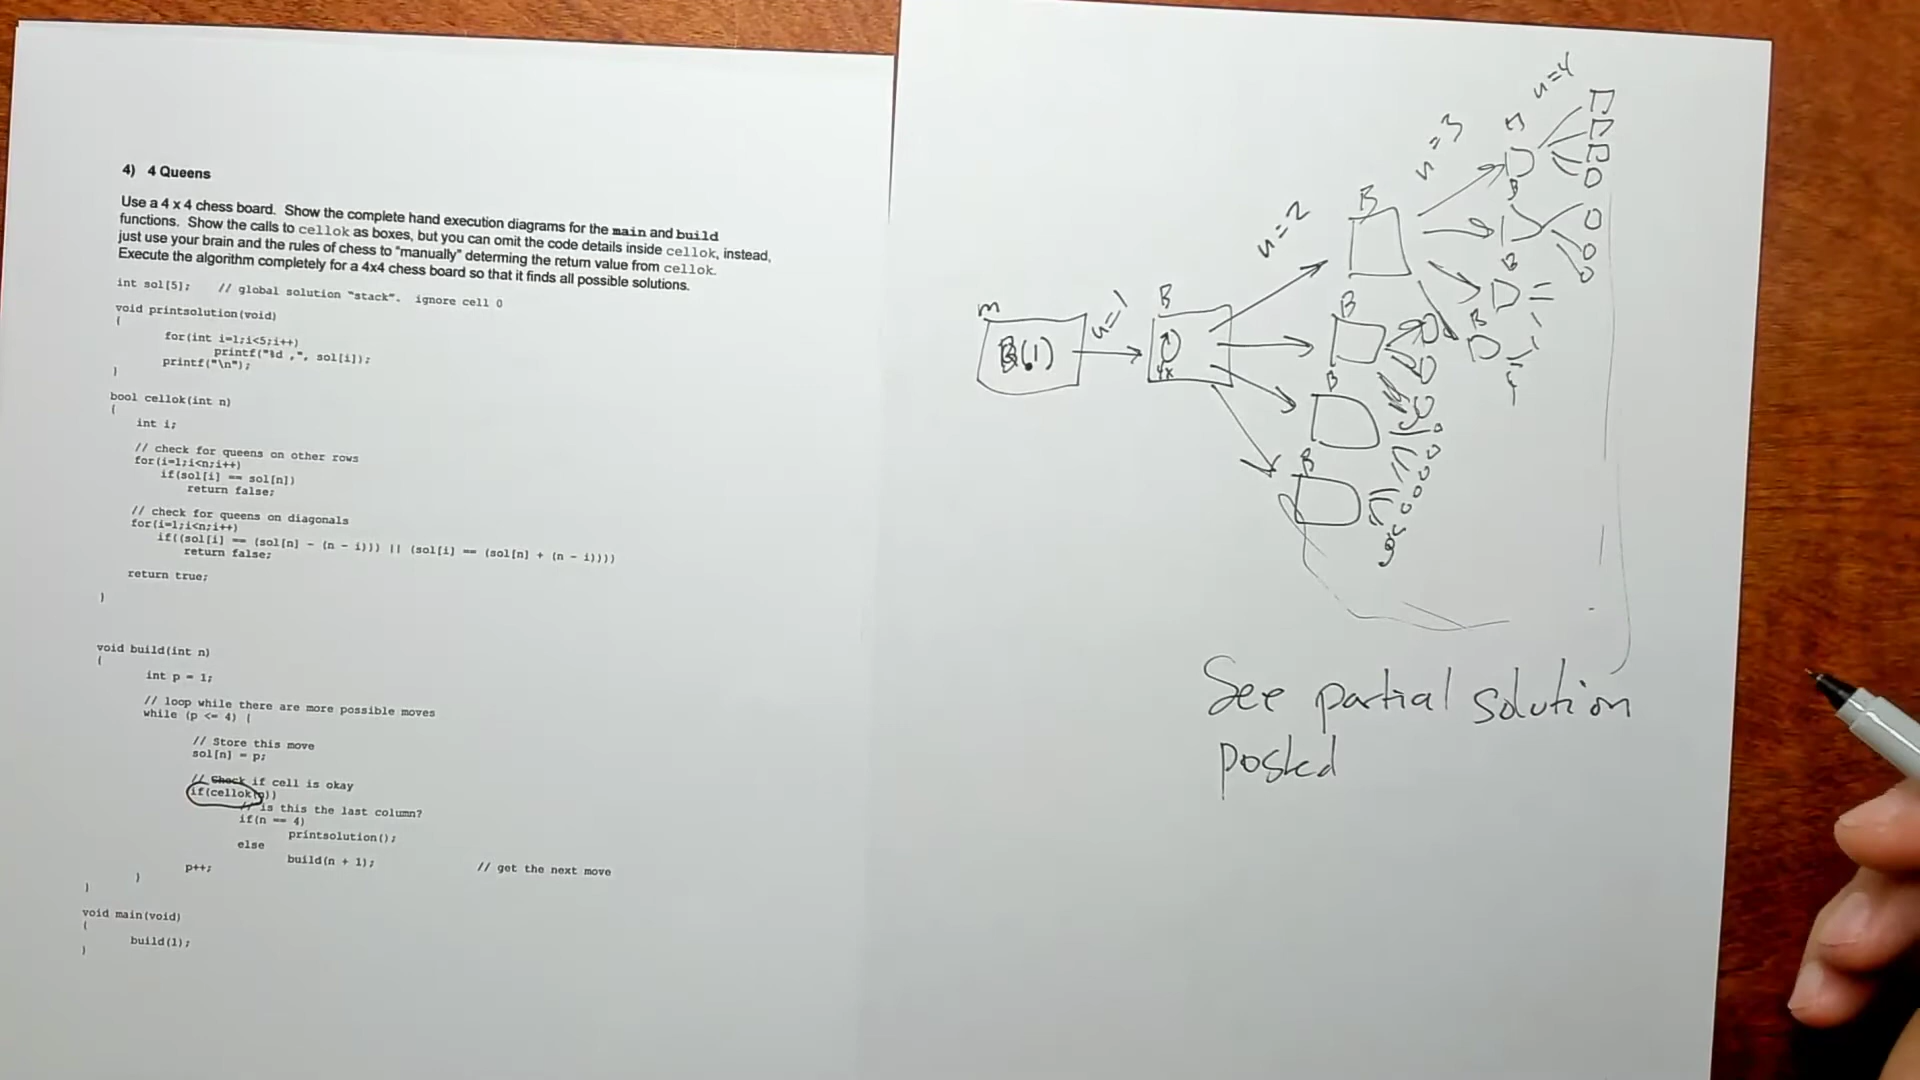 4) 4 Queens
Use a 4 x 4 chess board. Show the complete hand execution diagrams for the main and build
functions. Show the calls to cellok as boxes, but you can omit the code details inside cellok, instead,
just use your brain and the rules of chess to "manually" determing the return value from cellok.
Execute the algorithm completely for a 4x4 chess board so that it finds all possible solutions.
int sol[5]; // global solution "stack". ignore cell 0
void printsolution(void)
{
for(int i=1;i<5;i++)
printf("%d ,", sol[i]);
printf("\n");
}
bool cellok(int n)
{
int i;
// check for queens on other rows
for(i=1;i<n;i++)
if(sol[i] == sol[n])
return false;
// check for queens on diagonals
for(i=1;i<n;i++)
if((sol[i] == (sol[n] - (n - i))) || (sol[i] == (sol[n] + (n - i))))
return false;
return true;
}
void build(int n)
{
int p = 1;
// loop while there are more possible moves
while (p <= 4) {
// Store this move
sol[n] = p;
// Check if cell is okay
if(cellok(n))
// is this the last column?
if(n == 4)
printsolution();
else
build(n + 1); // get the next move
p++;
}
}
void main(void)
{
build(1);
}
n=4
n=3
n=2
B
B
B
B
m
n=1
B
B
B
B(1)
4x
B
B
See partial solution
posted